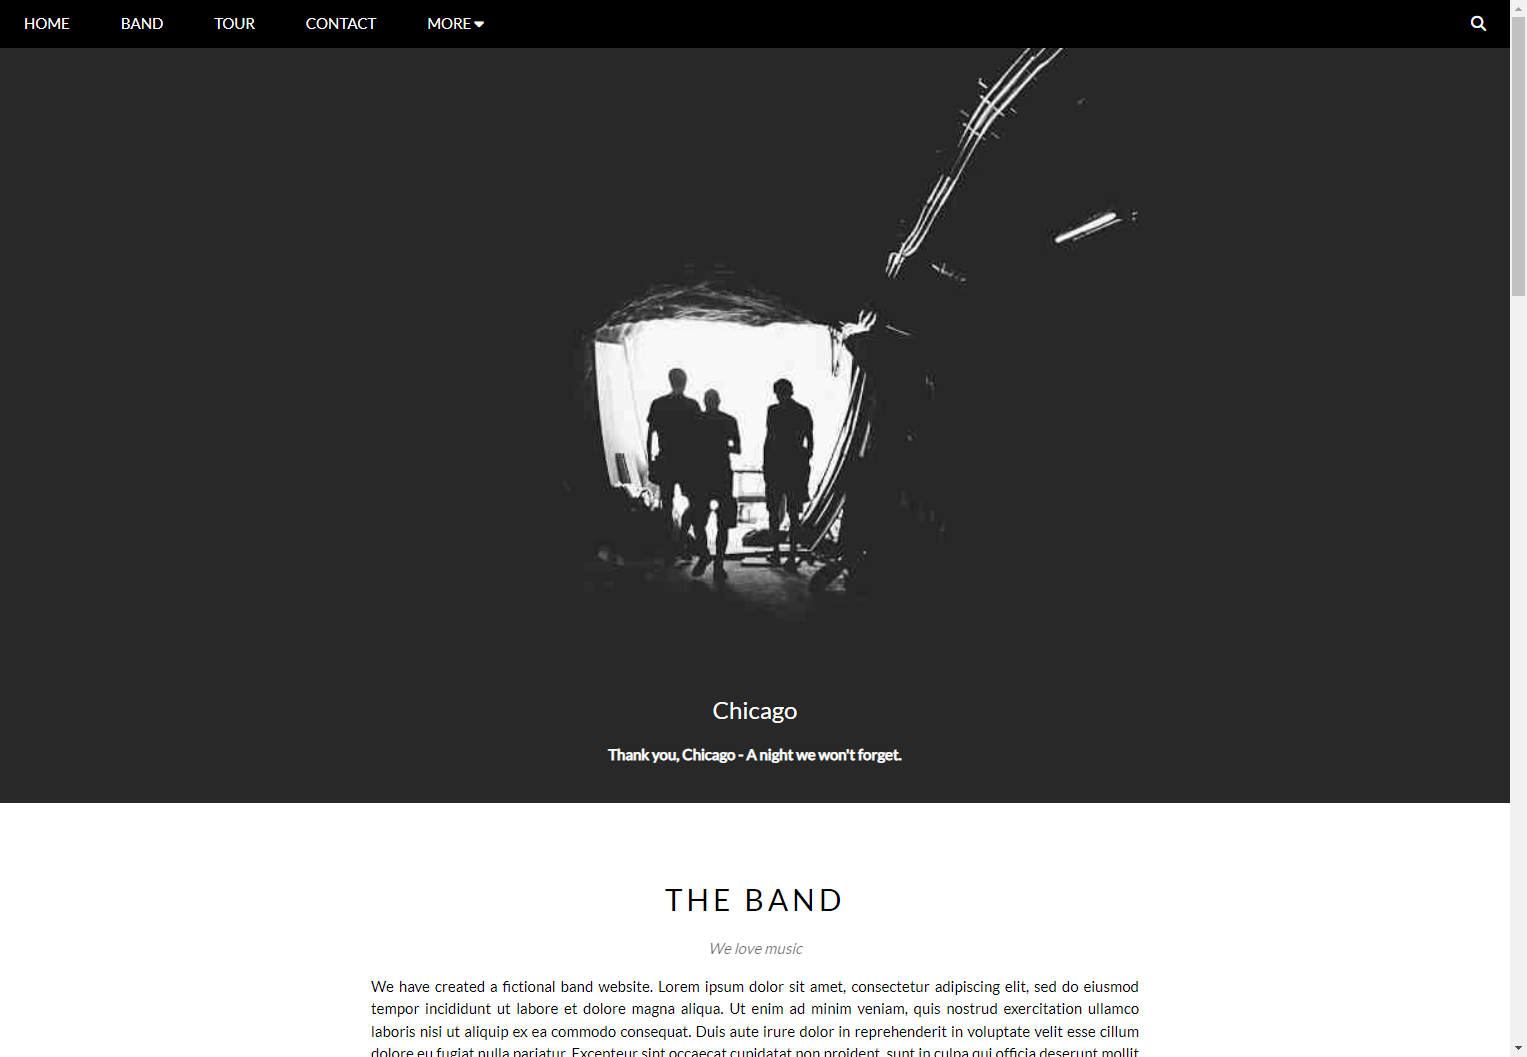 HOME BAND TOUR CONTACT MORE
Chicago
Thank you, Chicago - A night we won't forget.
THE BAND
We love music
We have created a fictional band website. Lorem ipsum dolor sit amet, consectetur adipiscing elit, sed do eiusmod
tempor incididunt ut labore et dolore magna aliqua. Ut enim ad minim veniam, quis nostrud exercitation ullamco
laboris nisi ut aliquip ex ea commodo consequat. Duis aute irure dolor in reprehenderit in voluptate velit esse cillum
dolore eu fugiat nulla pariatur. Excepteur sint occaecat cupidatat non proident, sunt in culpa qui officia deserunt mollit